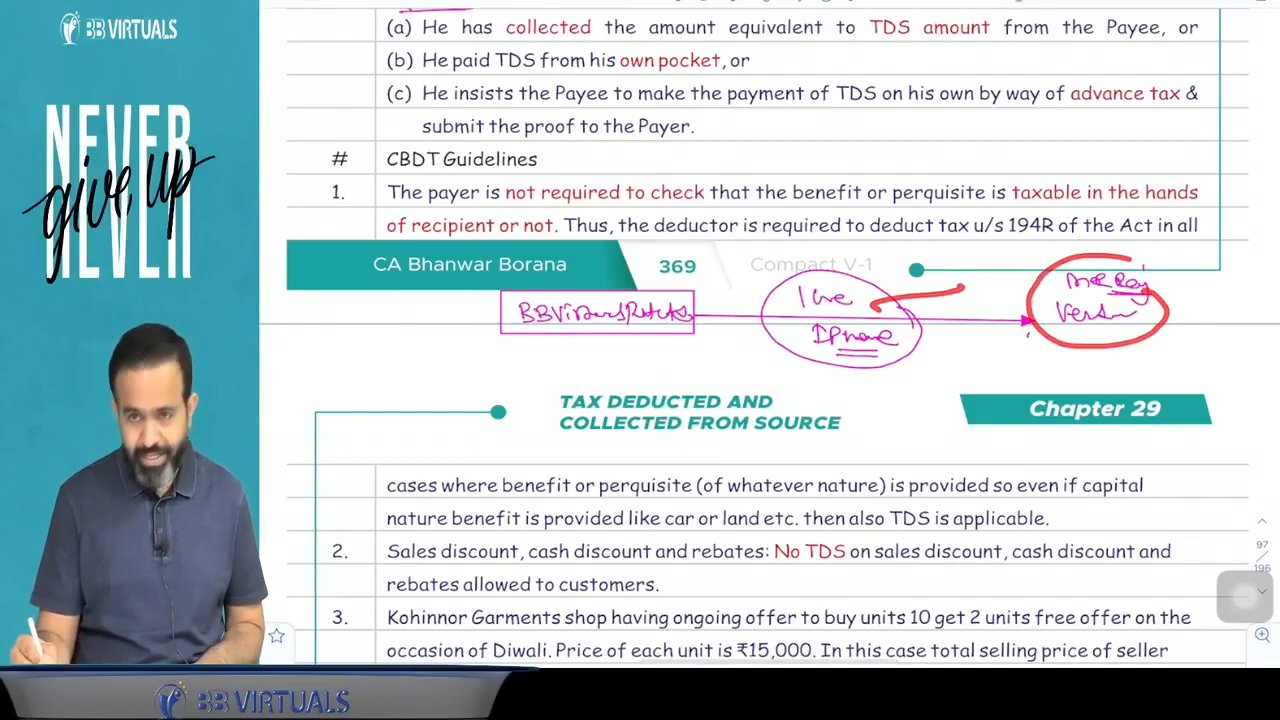 BB VIRTUALS
NEVER
give up
NEVER
(a) He has collected the amount equivalent to TDS amount from the Payee, or
(b) He paid TDS from his own pocket, or
(c) He insists the Payee to make the payment of TDS on his own by way of advance tax &
submit the proof to the Payer.
# CBDT Guidelines
1. The payer is not required to check that the benefit or perquisite is taxable in the hands
of recipient or not. Thus, the deductor is required to deduct tax u/s 194R of the Act in all
CA Bhanwar Borana 369 Compact V-1
IPhone
TAX DEDUCTED AND
COLLECTED FROM SOURCE
Chapter 29
cases where benefit or perquisite (of whatever nature) is provided so even if capital
nature benefit is provided like car or land etc. then also TDS is applicable.
2. Sales discount, cash discount and rebates: No TDS on sales discount, cash discount and
rebates allowed to customers.
3. Kohinnor Garments shop having ongoing offer to buy units 10 get 2 units free offer on the
occasion of Diwali. Price of each unit is ₹15,000. In this case total selling price of seller
97
196
BB VIRTUALS